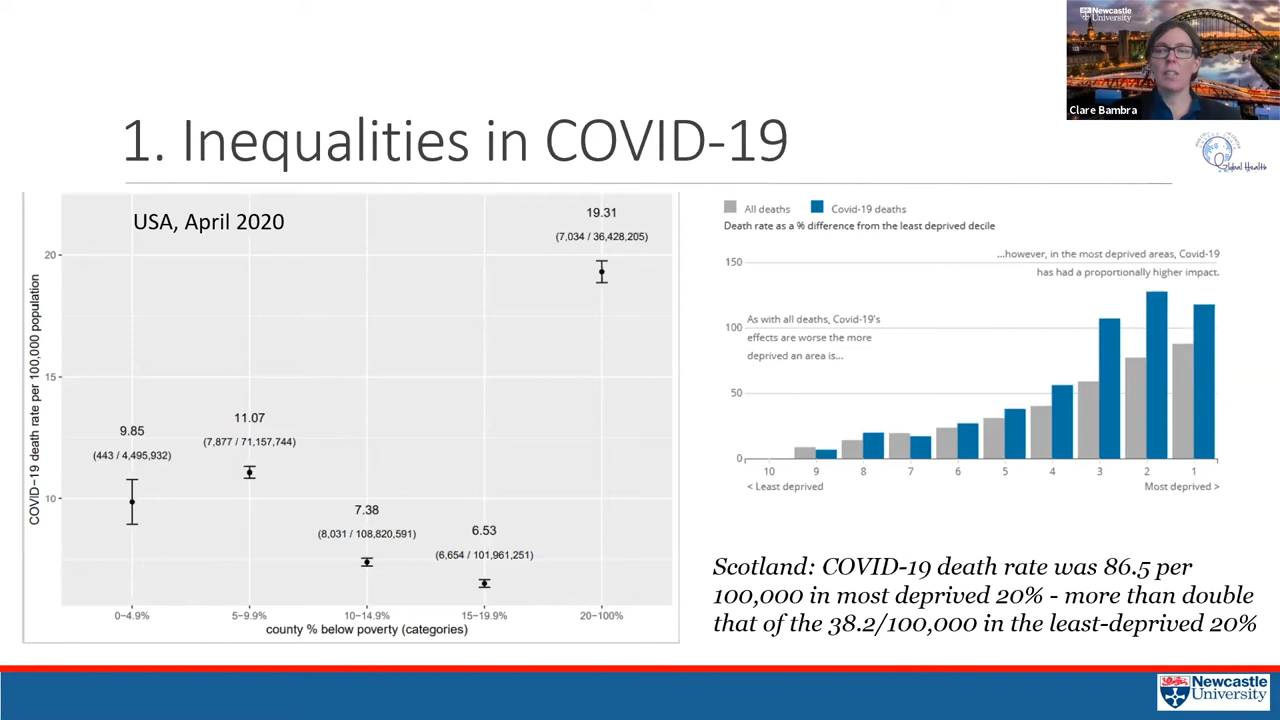 Newcastle
University
Clare Bambra
1. Inequalities in COVID-19
Global Health
USA, April 2020
COVID−19 death rate per 100,000 population
20
15
10
9.85
(443 / 4,495,932)
11.07
(7,877 / 71,157,744)
7.38
(8,031 / 108,820,591)
6.53
(6,654 / 101,961,251)
19.31
(7,034 / 36,428,205)
0−4.9%
5−9.9%
10−14.9%
15−19.9%
20−100%
county % below poverty (categories)
All deaths
Covid-19 deaths
Death rate as a % difference from the least deprived decile
...however, in the most deprived areas, Covid-19
has had a proportionally higher impact.
As with all deaths, Covid-19's
effects are worse the more
deprived an area is...
150
100
50
0
10
9
8
7
6
5
4
3
2
1
< Least deprived
Most deprived >
Scotland: COVID-19 death rate was 86.5 per
100,000 in most deprived 20% - more than double
that of the 38.2/100,000 in the least-deprived 20%
Newcastle
University